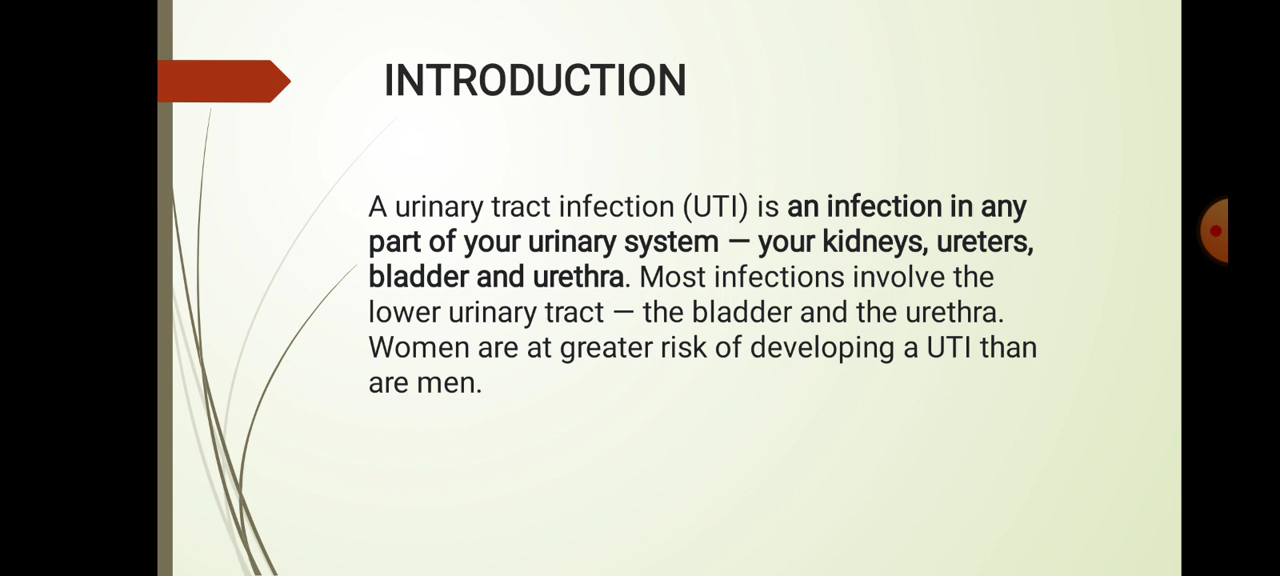 INTRODUCTION
A urinary tract infection (UTI) is an infection in any
part of your urinary system — your kidneys, ureters,
bladder and urethra. Most infections involve the
lower urinary tract — the bladder and the urethra.
Women are at greater risk of developing a UTI than
are men.